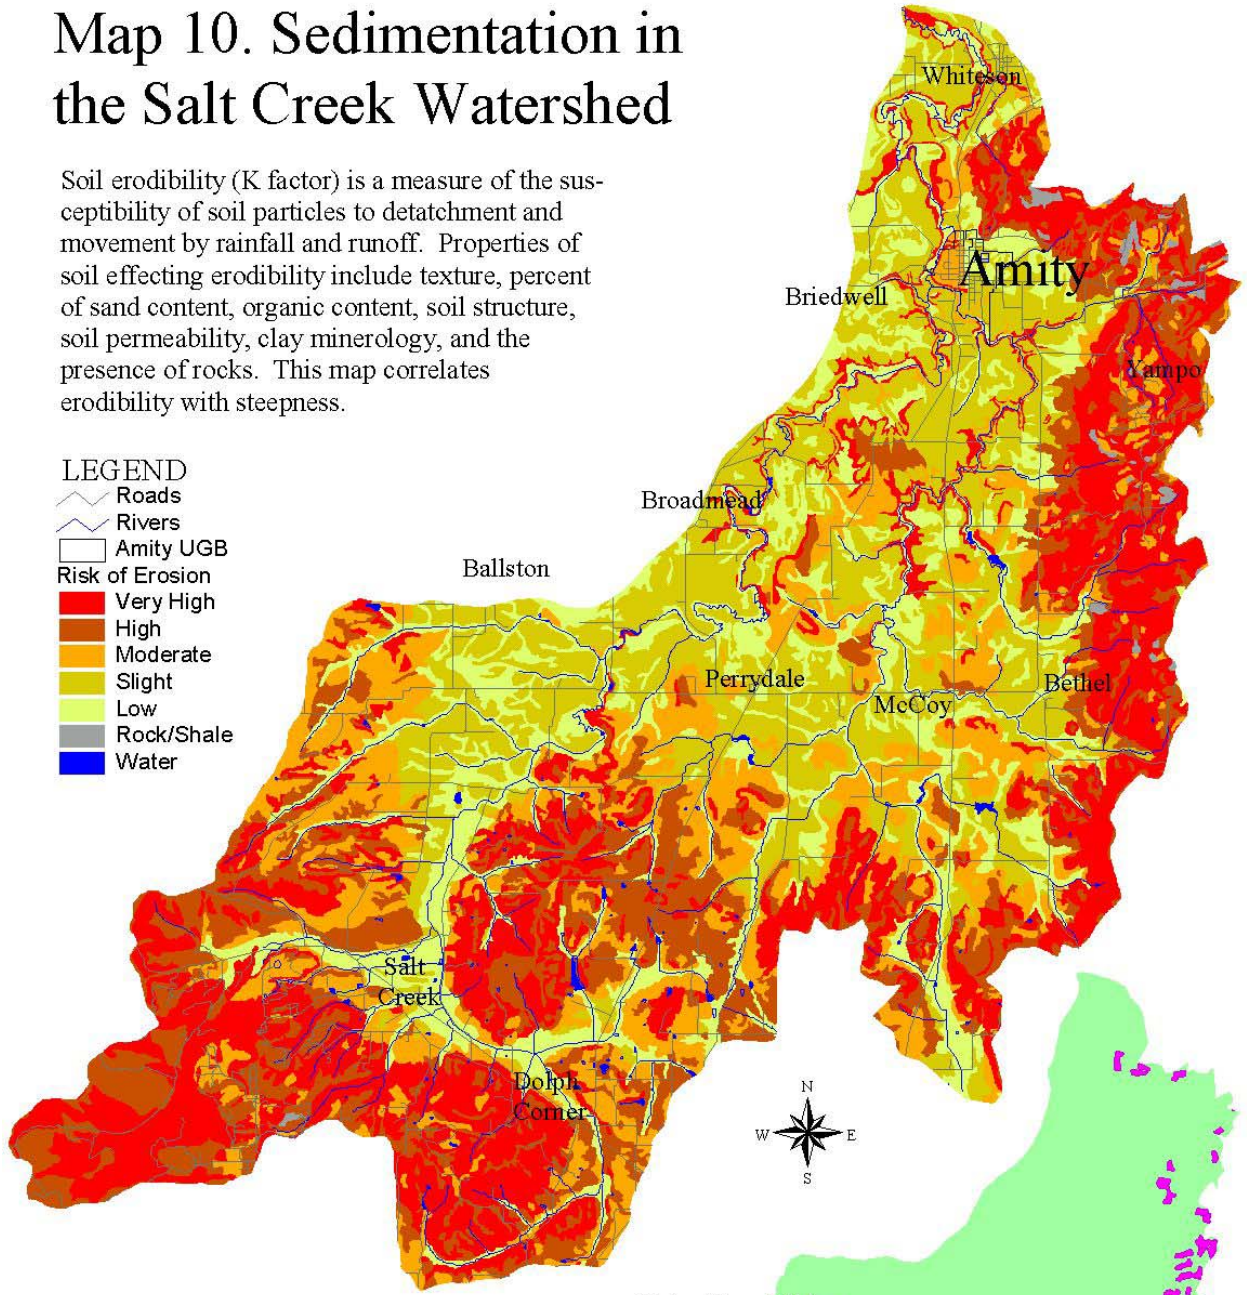 Map 10. Sedimentation in
the Salt Creek Watershed
Soil erodibility (K factor) is a measure of the sus-
ceptibility of soil particles to detatchment and
movement by rainfall and runoff.  Properties of
soil effecting erodibility include texture, percent
of sand content, organic content, soil structure,
soil permeability, clay minerology, and the
presence of rocks.  This map correlates
erodibility with steepness.
LEGEND
Roads
Rivers
Amity UGB
Risk of Erosion
Very High
High
Moderate
Slight
Low
Rock/Shale
Water
Whiteson
Amity
Briedwell
Yampo
Broadmead
Ballston
Perrydale
Bethel
McCoy
Salt
Creek
Dolph
Corner
N
W E
S